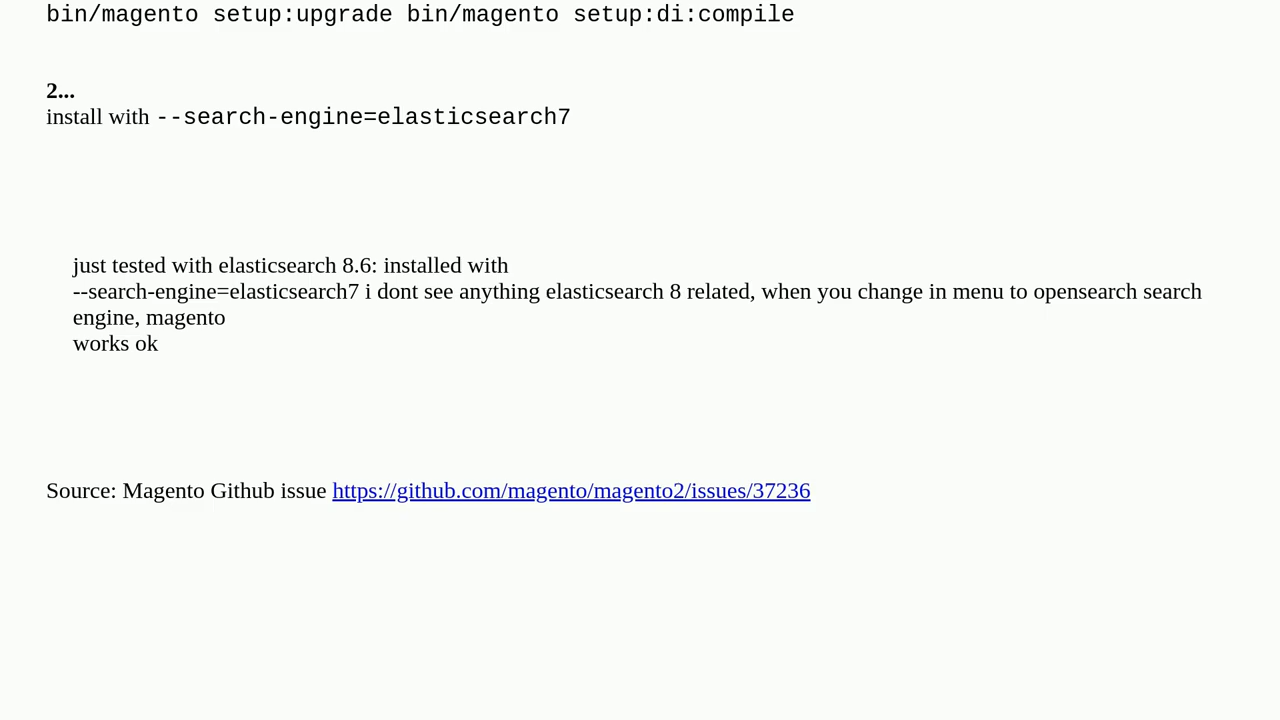 bin/magento setup:upgrade bin/magento setup:di:compile
2...
install with --search-engine=elasticsearch7
just tested with elasticsearch 8.6: installed with
--search-engine=elasticsearch7 i dont see anything elasticsearch 8 related, when you change in menu to opensearch search
engine, magento
works ok
Source: Magento Github issue https://github.com/magento/magento2/issues/37236